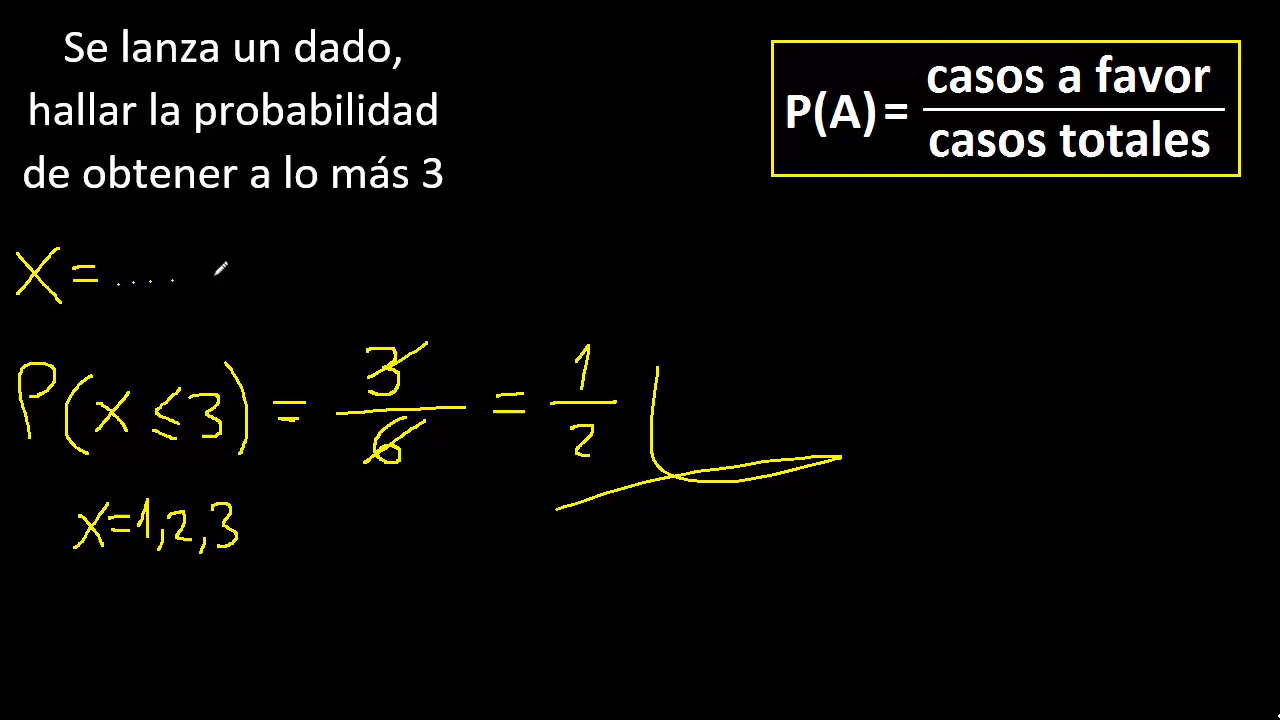 Se lanza un dado,
hallar la probabilidad
de obtener a lo más 3
P(A) = casos a favor / casos totales
X = ....
P(x ≤ 3) = 3/6 = 1/2
x=1,2,3